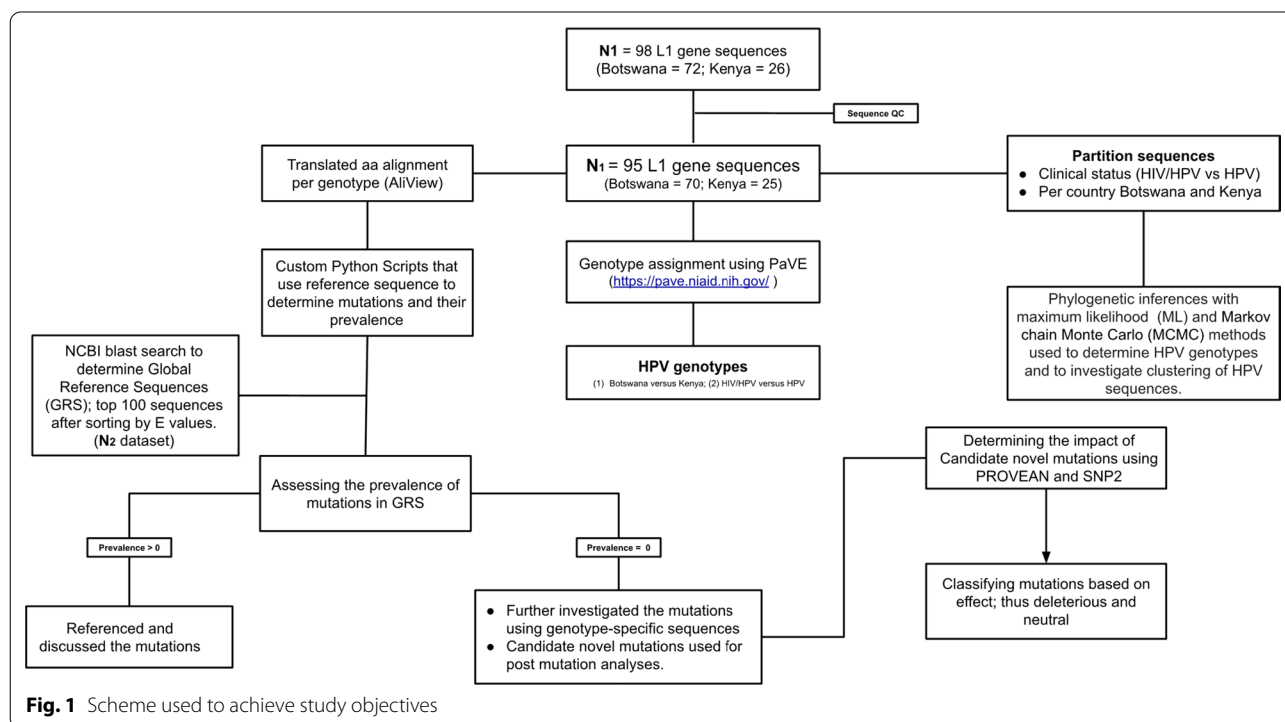 N1 = 98 L1 gene sequences
(Botswana = 72; Kenya = 26)
Sequence QC
Translated aa alignment
per genotype (AliView)
N1 = 95 L1 gene sequences
(Botswana = 70; Kenya = 25)
Partition sequences
● Clinical status (HIV/HPV vs HPV)
● Per country Botswana and Kenya
Custom Python Scripts that
use reference sequence to
determine mutations and their
prevalence
Genotype assignment using PaVE
(https://pave.niaid.nih.gov/ )
Phylogenetic inferences with
maximum likelihood (ML) and Markov
chain Monte Carlo (MCMC) methods
used to determine HPV genotypes
and to investigate clustering of HPV
sequences.
NCBI blast search to
determine Global
Reference Sequences
(GRS); top 100 sequences
after sorting by E values.
(N2 dataset)
HPV genotypes
(1) Botswana versus Kenya; (2) HIV/HPV versus HPV
Assessing the prevalence of
mutations in GRS
Determining the impact of
Candidate novel mutations using
PROVEAN and SNP2
Prevalence > 0
Prevalence = 0
Referenced and
discussed the mutations
● Further investigated the mutations
using genotype-specific sequences
● Candidate novel mutations used for
post mutation analyses.
Classifying mutations based on
effect; thus deleterious and
neutral
Fig. 1 Scheme used to achieve study objectives